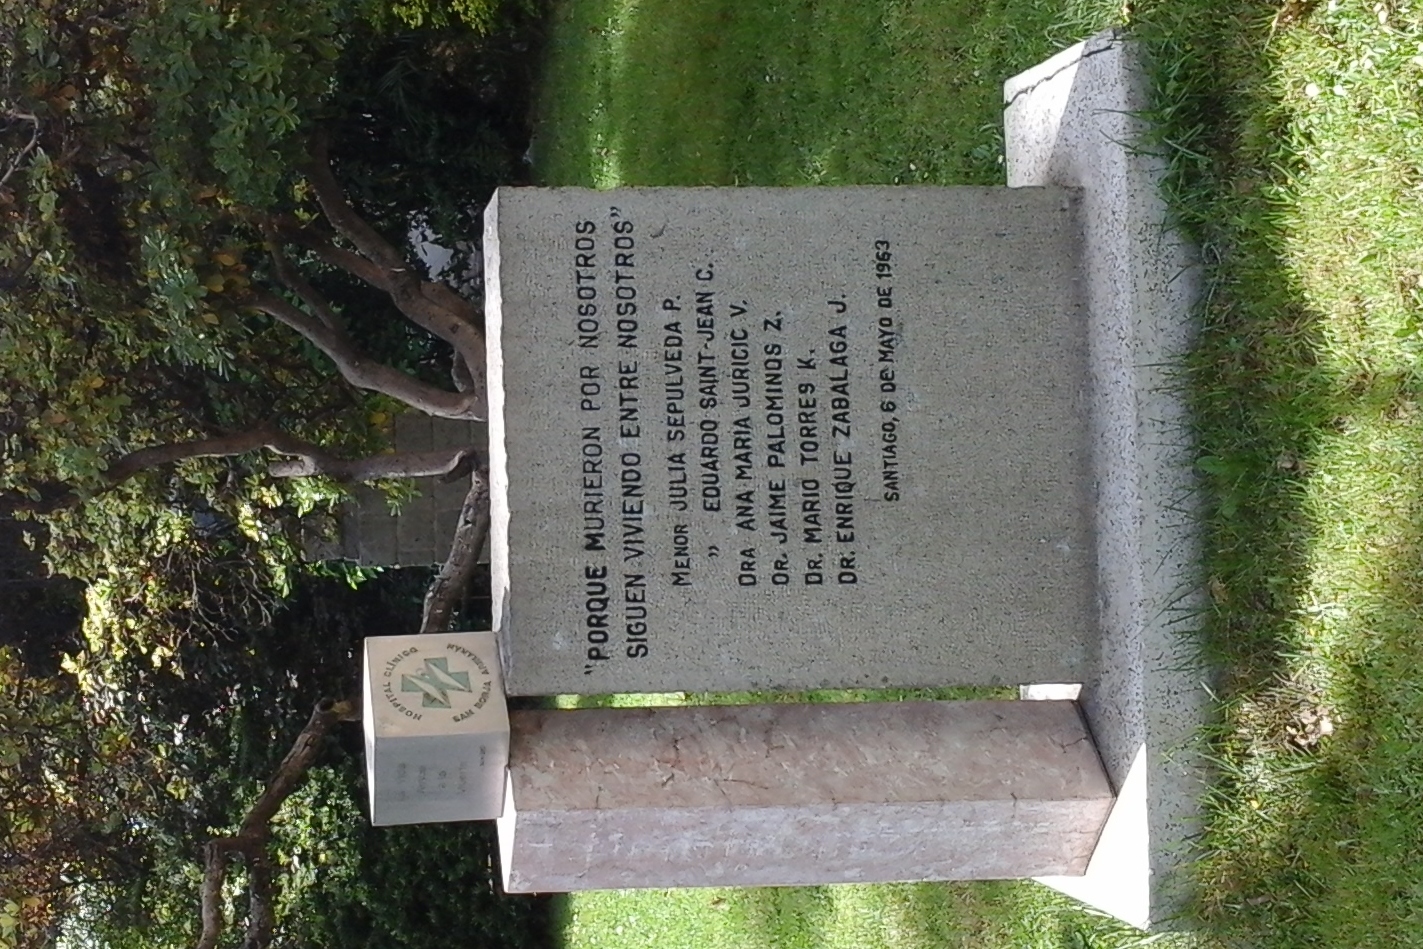 "PORQUE MURIERON POR NOSOTROS
SIGUEN VIVIENDO ENTRE NOSOTROS"
MENOR JULIA SEPULVEDA P.
" EDUARDO SAINT-JEAN C.
DRA ANA MARIA JURICIC V.
DR. JAIME PALOMINOS Z.
DR. MARIO TORRES K.
DR. ENRIQUE ZABALAGA J.
SANTIAGO, 6 DE MAYO DE 1963
HOSPITAL CLÍNICO
SAN BORJA ARRIARAN